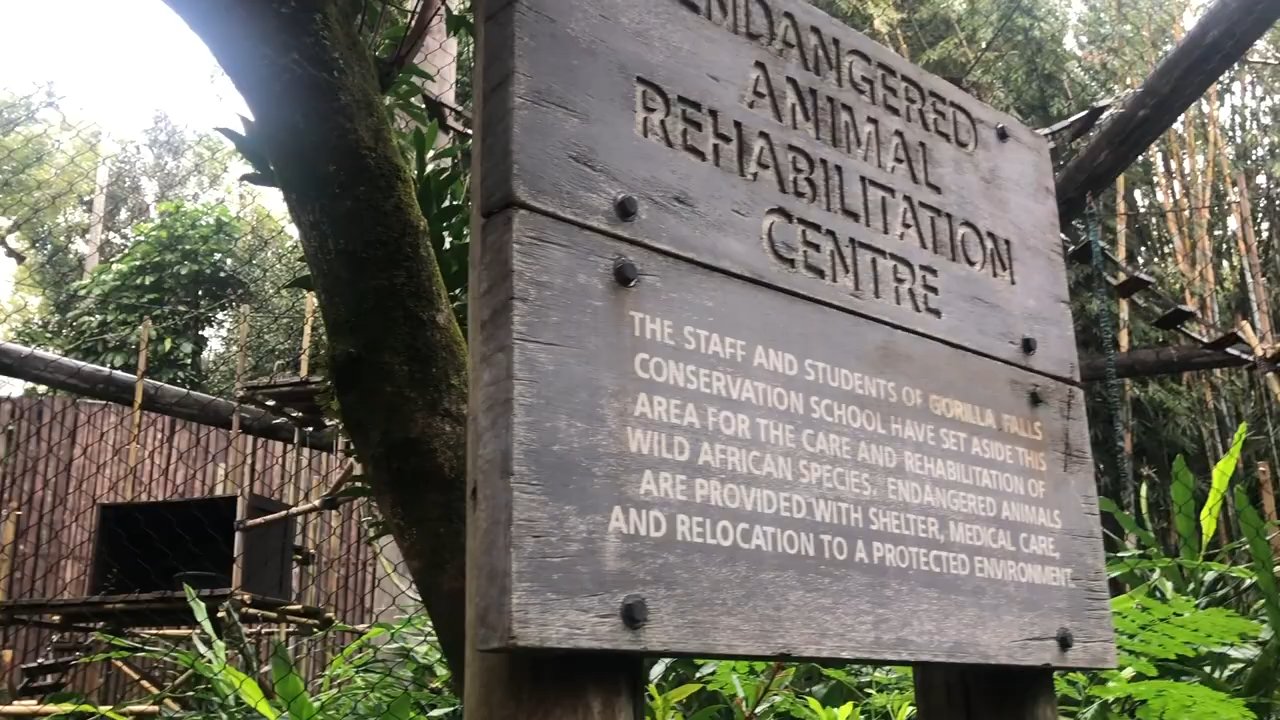 ENDANGERED
ANIMAL
REHABILITATION
CENTRE
THE STAFF AND STUDENTS OF GORILLA FALLS
CONSERVATION SCHOOL HAVE SET ASIDE THIS
AREA FOR THE CARE AND REHABILITATION OF
WILD AFRICAN SPECIES. ENDANGERED ANIMALS
ARE PROVIDED WITH SHELTER, MEDICAL CARE,
AND RELOCATION TO A PROTECTED ENVIRONMENT